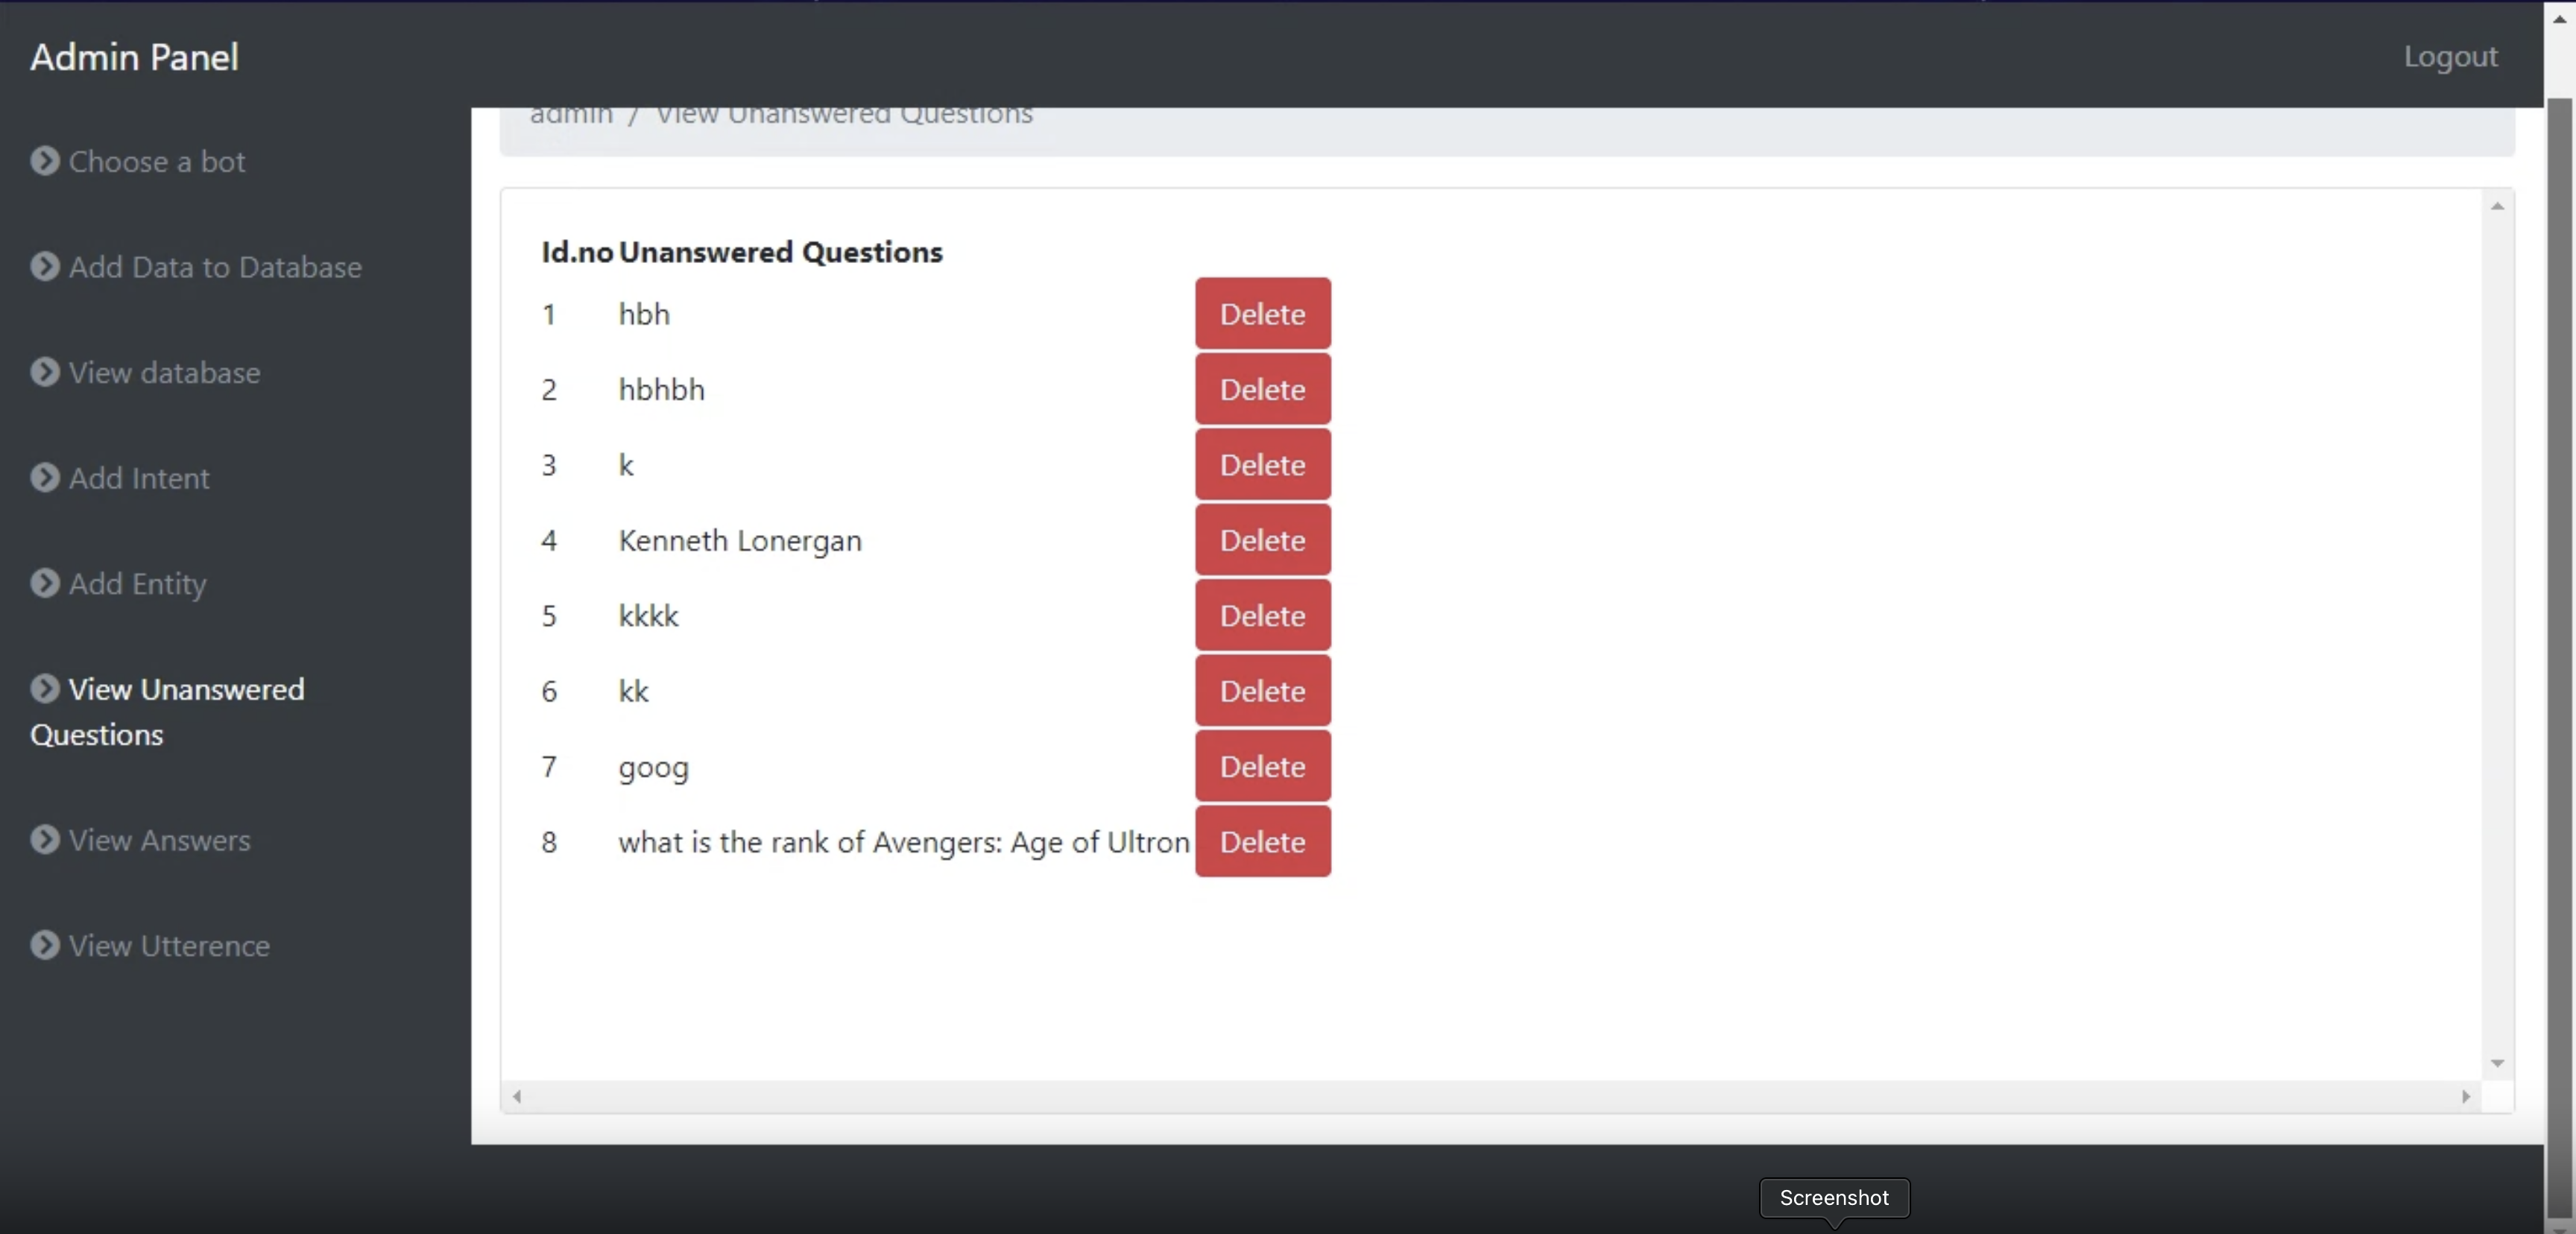 Admin Panel
Logout
Choose a bot
Add Data to Database
View database
Add Intent
Add Entity
View Unanswered
Questions
View Answers
View Utterence
admin / View Unanswered Questions
Id.no Unanswered Questions
1 hbh Delete
2 hbhbh Delete
3 k Delete
4 Kenneth Lonergan Delete
5 kkkk Delete
6 kk Delete
7 goog Delete
8 what is the rank of Avengers: Age of Ultron Delete
Screenshot